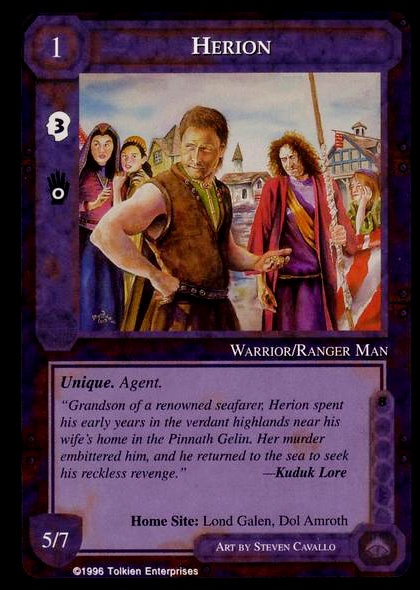 1
HERION
3
0
WARRIOR/RANGER MAN
Unique. Agent.
8
"Grandson of a renowned seafarer, Herion spent
his early years in the verdant highlands near his
wife's home in the Pinnath Gelin. Her murder
embittered him, and he returned to the sea to seek
his reckless revenge." —Kuduk Lore
Home Site: Lond Galen, Dol Amroth
5/7
ART BY STEVEN CAVALLO
©1996 Tolkien Enterprises